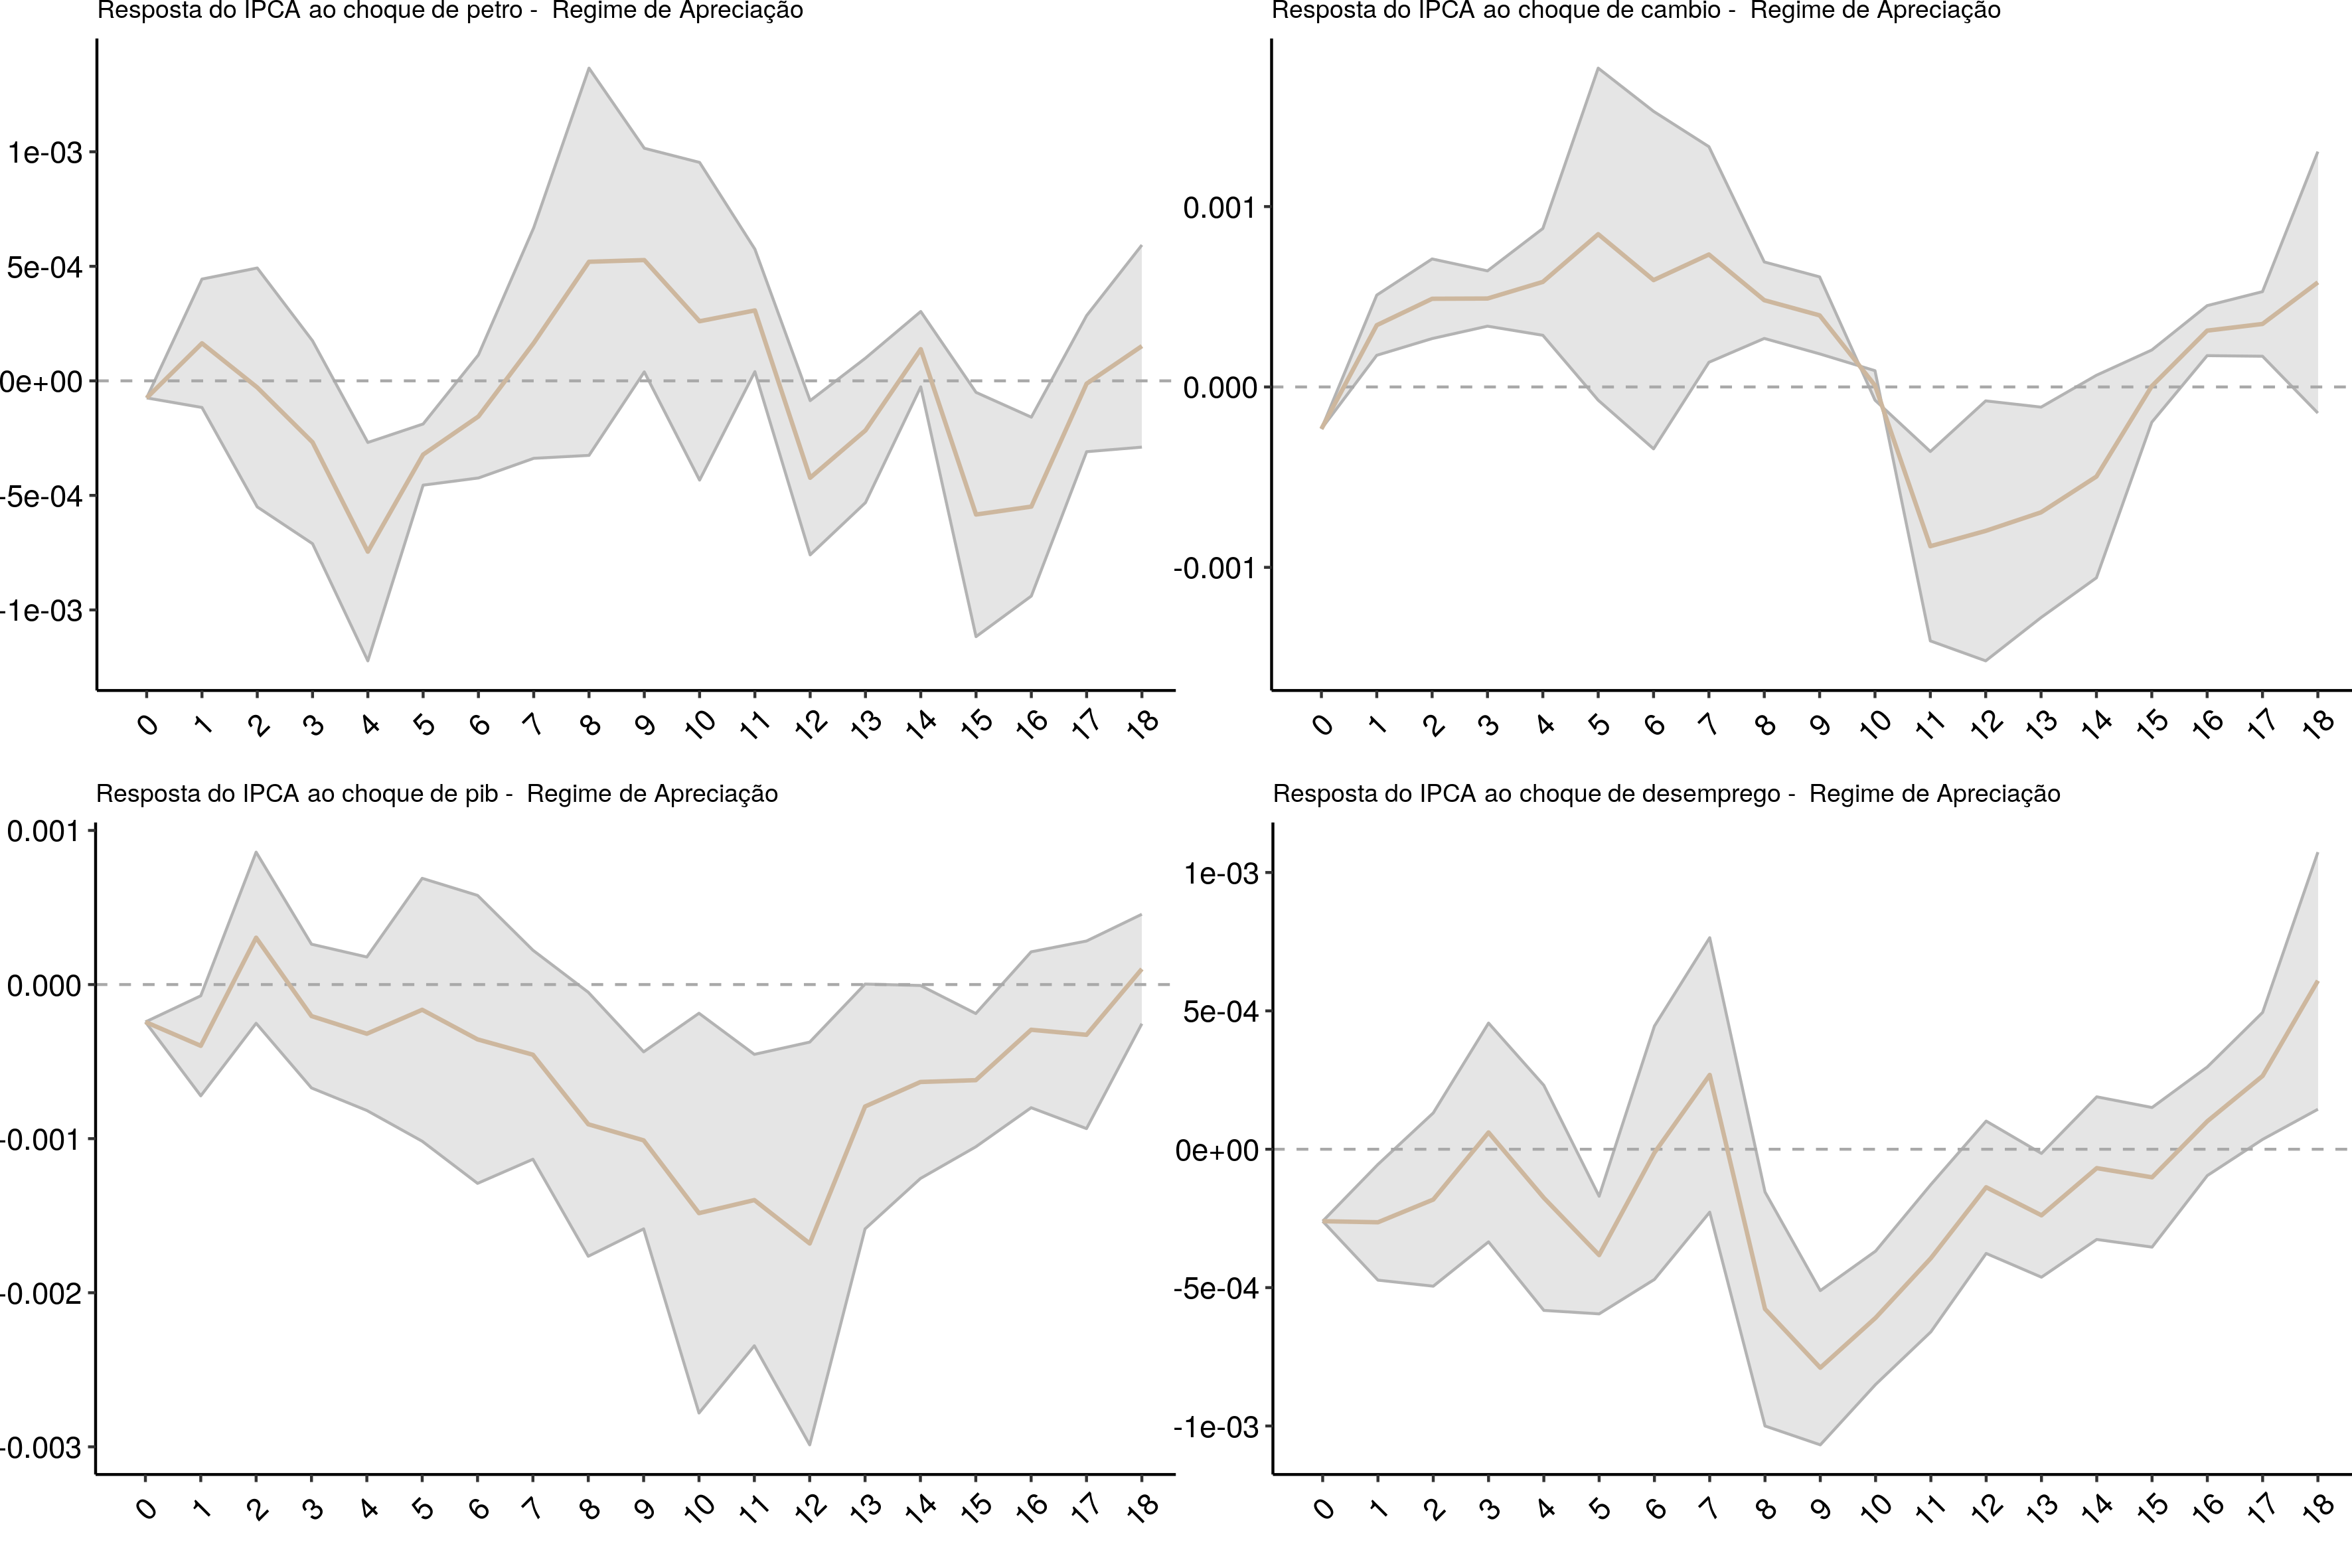 Resposta do IPCA ao choque de petro -  Regime de Apreciação
1e-03
5e-04
0e+00
-5e-04
-1e-03
0 1 2 3 4 5 6 7 8 9 10 11 12 13 14 15 16 17 18
Resposta do IPCA ao choque de cambio -  Regime de Apreciação
0.001
0.000
-0.001
0 1 2 3 4 5 6 7 8 9 10 11 12 13 14 15 16 17 18
Resposta do IPCA ao choque de pib -  Regime de Apreciação
0.001
0.000
-0.001
-0.002
-0.003
0 1 2 3 4 5 6 7 8 9 10 11 12 13 14 15 16 17 18
Resposta do IPCA ao choque de desemprego -  Regime de Apreciação
1e-03
5e-04
0e+00
-5e-04
-1e-03
0 1 2 3 4 5 6 7 8 9 10 11 12 13 14 15 16 17 18